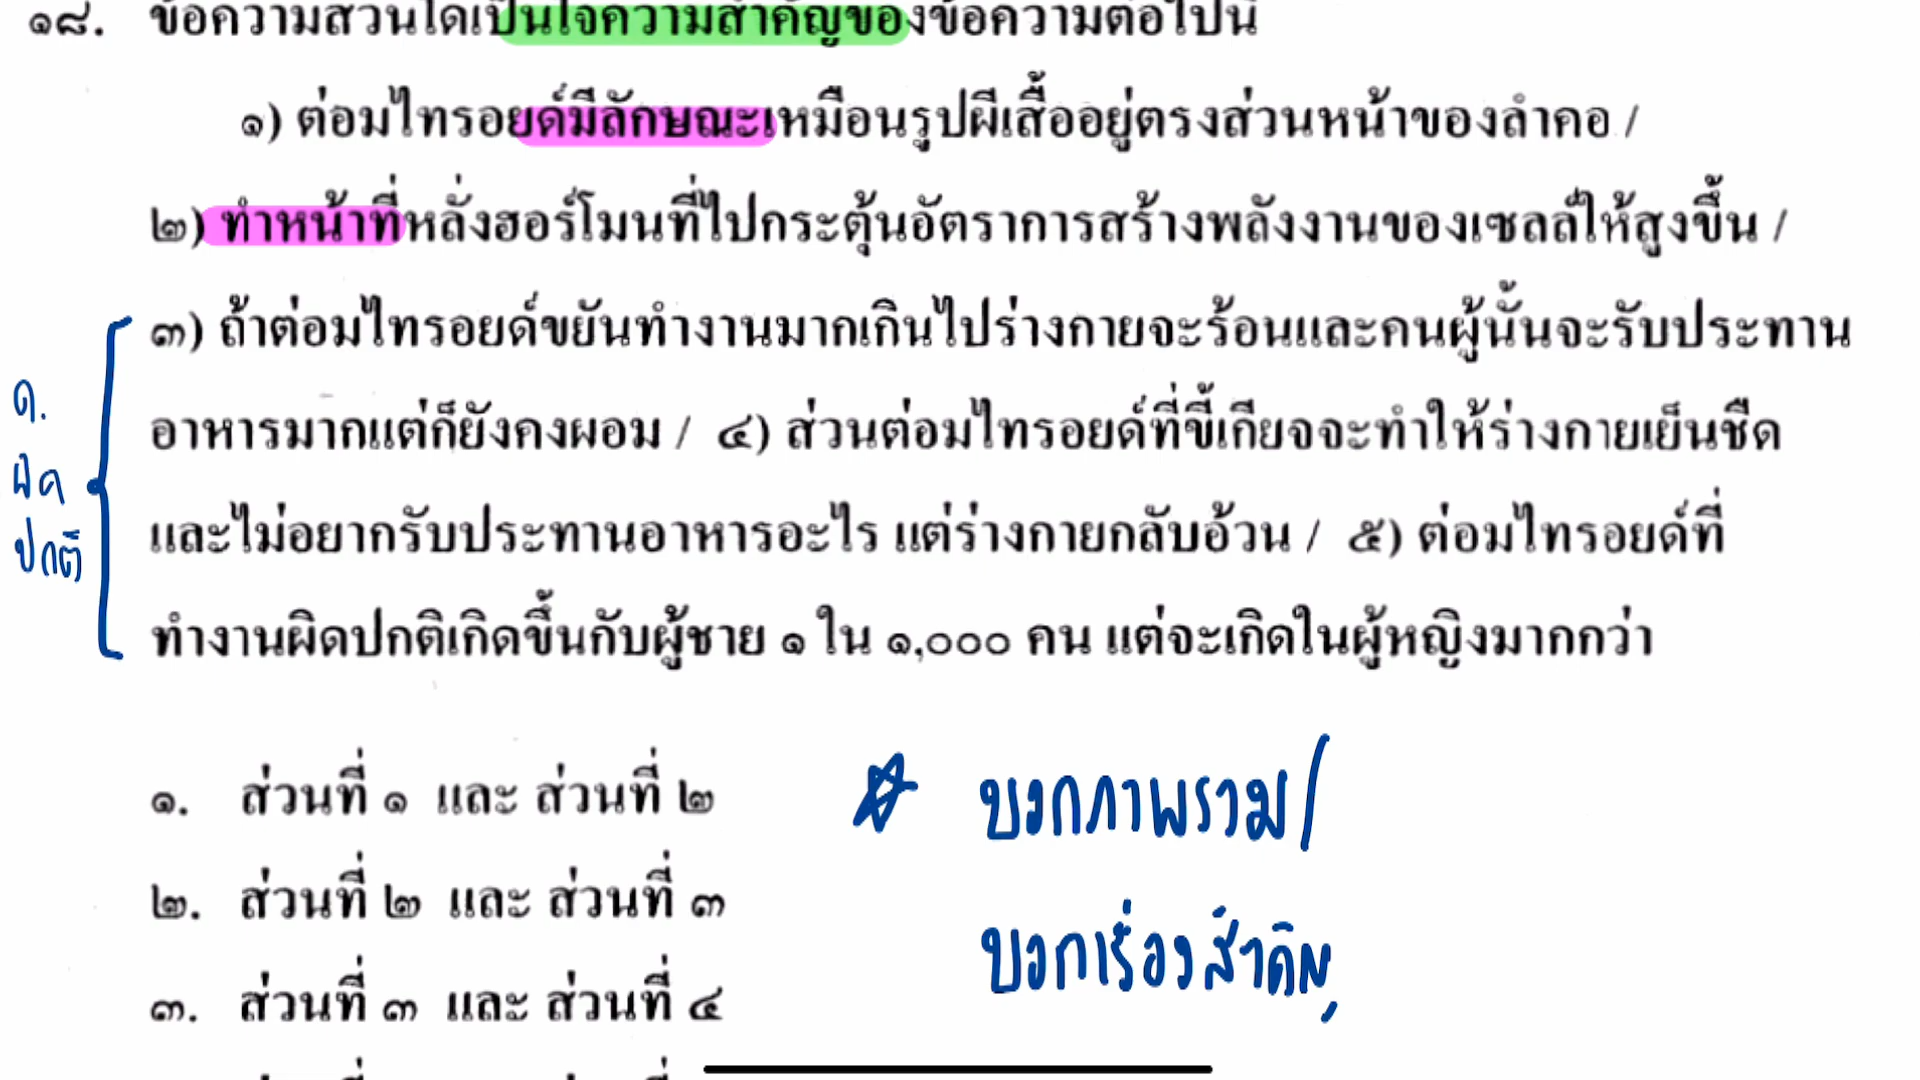 ๑๘. ข้อความส่วนใดเป็นใจความสำคัญของข้อความต่อไปนี้
๑) ต่อมไทรอยด์มีลักษณะเหมือนรูปผีเสื้ออยู่ตรงส่วนหน้าของลำคอ /
๒) ทำหน้าที่หลั่งฮอร์โมนที่ไปกระตุ้นอัตราการสร้างพลังงานของเซลล์ให้สูงขึ้น /
๓) ถ้าต่อมไทรอยด์ขยันทำงานมากเกินไปร่างกายจะร้อนและคนผู้นั้นจะรับประทาน
อาหารมากแต่ก็ยังคงผอม / ๔) ส่วนต่อมไทรอยด์ที่ขี้เกียจจะทำให้ร่างกายเย็นชืด
และไม่อยากรับประทานอาหารอะไร แต่ร่างกายกลับอ้วน / ๕) ต่อมไทรอยด์ที่
ทำงานผิดปกติเกิดขึ้นกับผู้ชาย ๑ ใน ๑,๐๐๐ คน แต่จะเกิดในผู้หญิงมากกว่า
ค.
ผิด
ปกติ
๑. ส่วนที่ ๑ และ ส่วนที่ ๒
๒. ส่วนที่ ๒ และ ส่วนที่ ๓
๓. ส่วนที่ ๓ และ ส่วนที่ ๔
บอกภาพรวม/
บอกเรื่องสำคัญ